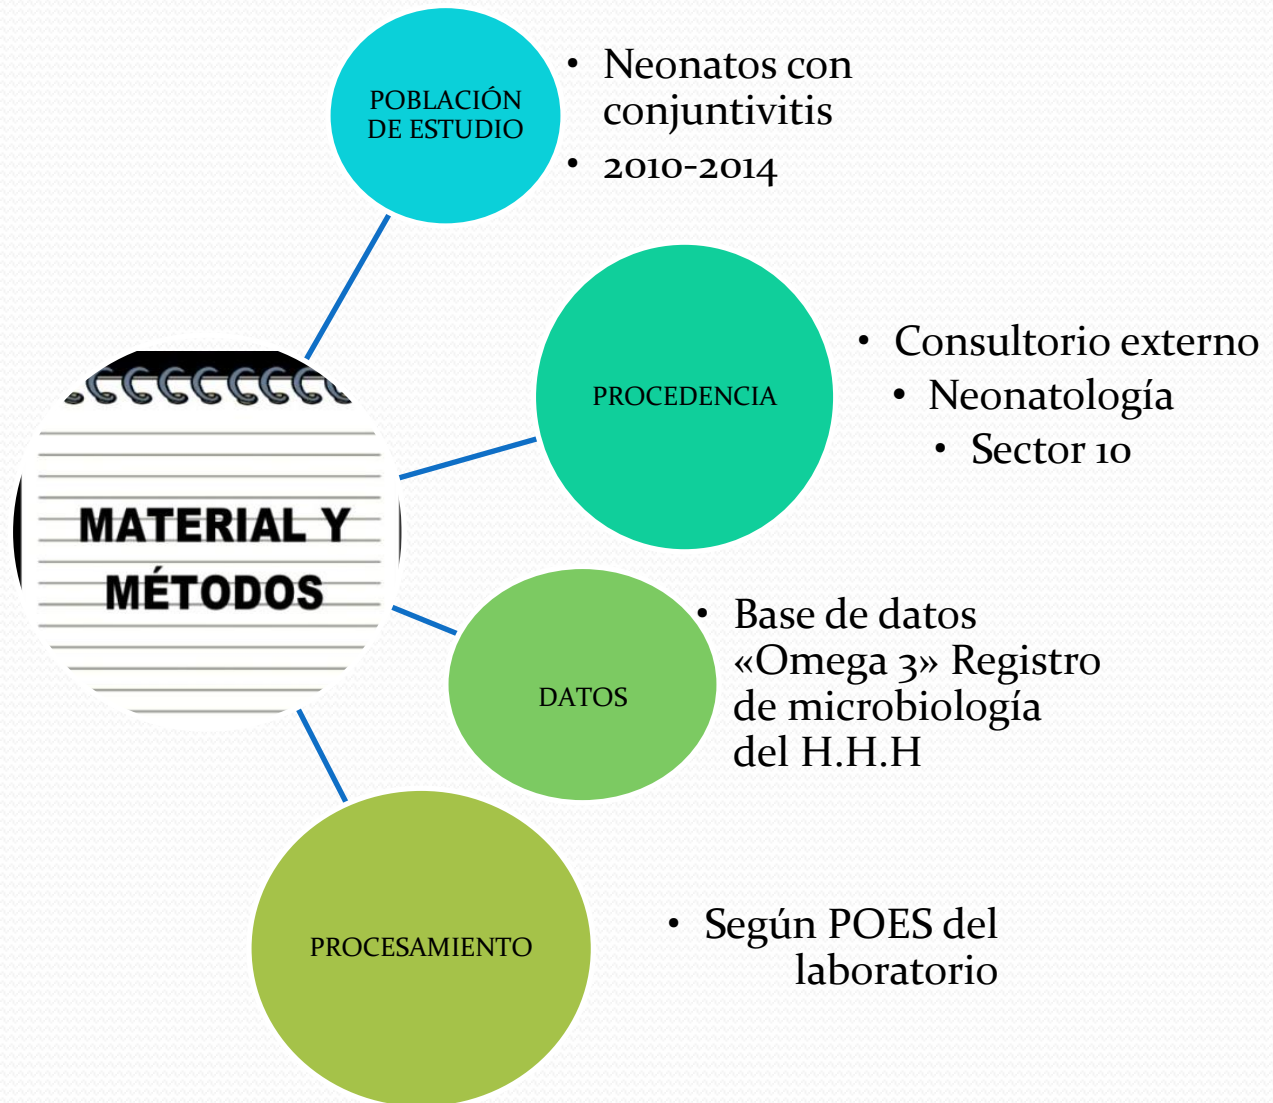 POBLACIÓN
DE ESTUDIO
• Neonatos con
conjuntivitis
• 2010-2014
PROCEDENCIA
• Consultorio externo
• Neonatología
• Sector 10
MATERIAL Y
MÉTODOS
DATOS
• Base de datos
«Omega 3» Registro
de microbiología
del H.H.H
PROCESAMIENTO
• Según POES del
laboratorio